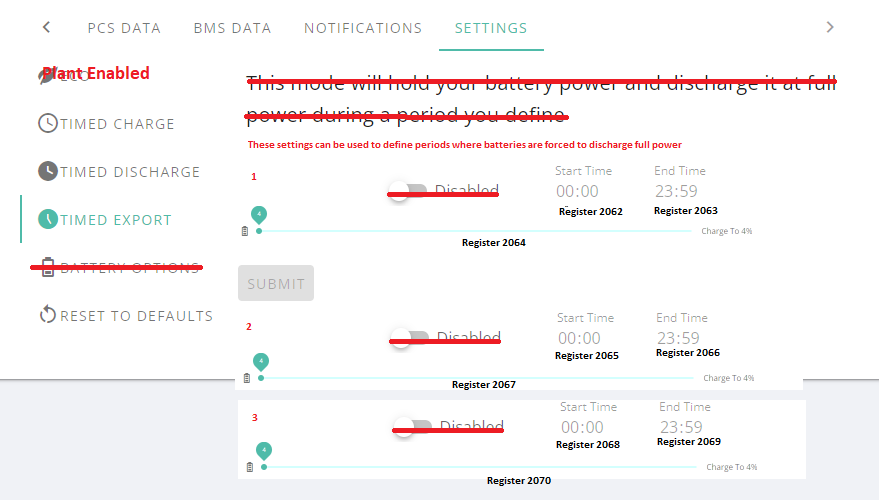 PCS DATA BMS DATA NOTIFICATIONS SETTINGS
Plant Enabled
ECO
This mode will hold your battery power and discharge it at full
power during a period you define
These settings can be used to define periods where batteries are forced to discharge full power
TIMED CHARGE
TIMED DISCHARGE
TIMED EXPORT
BATTERY OPTIONS
RESET TO DEFAULTS
1
Disabled
Start Time End Time
00:00 23:59
Register 2062 Register 2063
4
Charge To 4%
Register 2064
SUBMIT
2
Disabled
Start Time End Time
00:00 23:59
Register 2065 Register 2066
4
Charge To 4%
Register 2067
3
Disabled
Start Time End Time
00:00 23:59
Register 2068 Register 2069
4
Charge To 4%
Register 2070